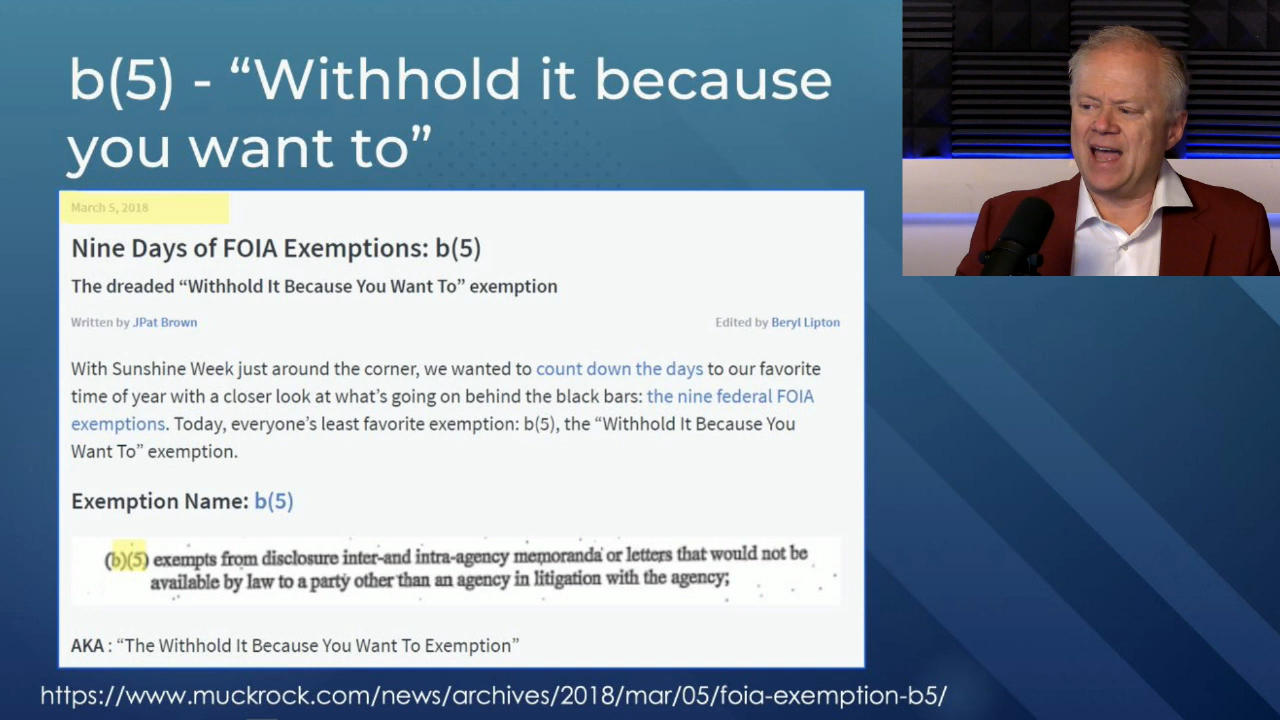 b(5) - “Withhold it because
you want to”
March 5, 2018
Nine Days of FOIA Exemptions: b(5)
The dreaded “Withhold It Because You Want To” exemption
Written by JPat Brown
Edited by Beryl Lipton
With Sunshine Week just around the corner, we wanted to count down the days to our favorite
time of year with a closer look at what’s going on behind the black bars: the nine federal FOIA
exemptions. Today, everyone’s least favorite exemption: b(5), the “Withhold It Because You
Want To” exemption.
Exemption Name: b(5)
(b)(5) exempts from disclosure inter-and intra-agency memoranda or letters that would not be
available by law to a party other than an agency in litigation with the agency;
AKA : “The Withhold It Because You Want To Exemption”
https://www.muckrock.com/news/archives/2018/mar/05/foia-exemption-b5/